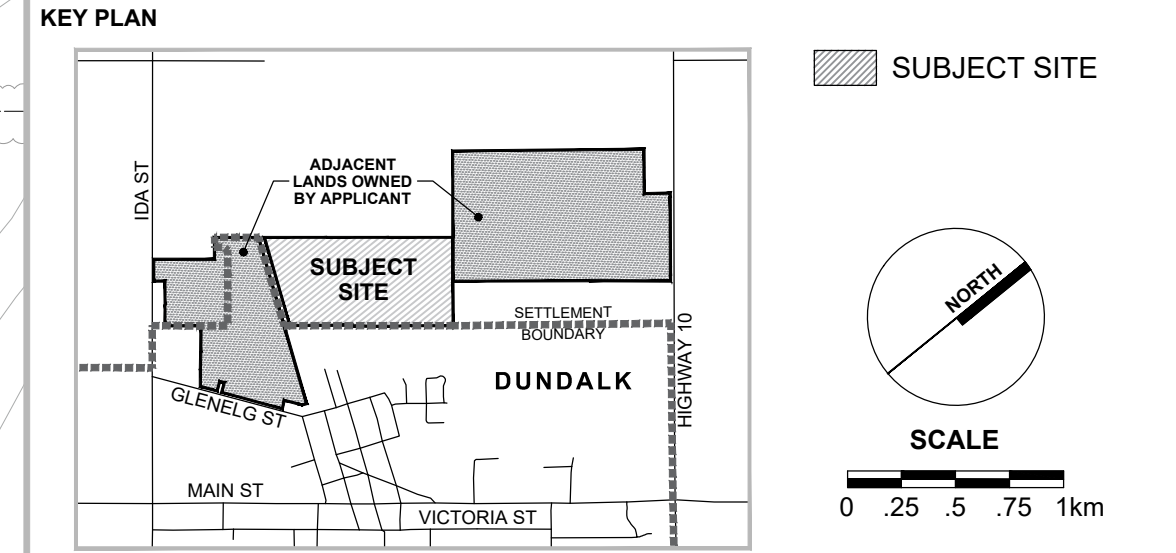 KEY PLAN
SUBJECT SITE
IDA ST
ADJACENT
LANDS OWNED
BY APPLICANT
SUBJECT
SITE
SETTLEMENT
BOUNDARY
HIGHWAY 10
DUNDALK
GLENELG ST
MAIN ST
VICTORIA ST
NORTH
SCALE
0 .25 .5 .75 1km